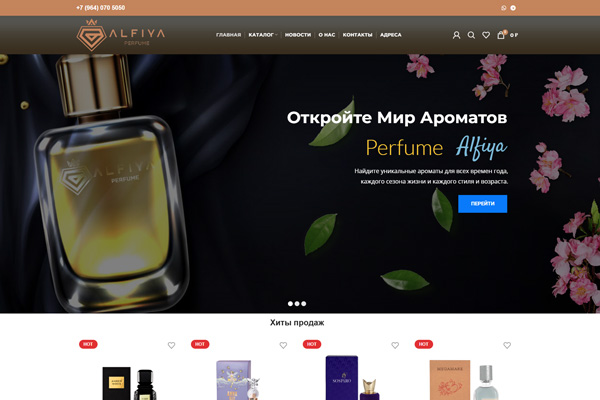 +7 (964) 070 5050
ALFIYA
PERFUME
ГЛАВНАЯ
КАТАЛОГ
НОВОСТИ
О НАС
КОНТАКТЫ
АДРЕСА
0
0 ₽
Откройте Мир Ароматов
Perfume Alfiya
Найдите уникальные ароматы для всех времен года,
каждого сезона жизни и каждого стиля и возраста.
ПЕРЕЙТИ
ALFIYA
PERFUME
Хиты продаж
HOT
HOT
HOT
HOT